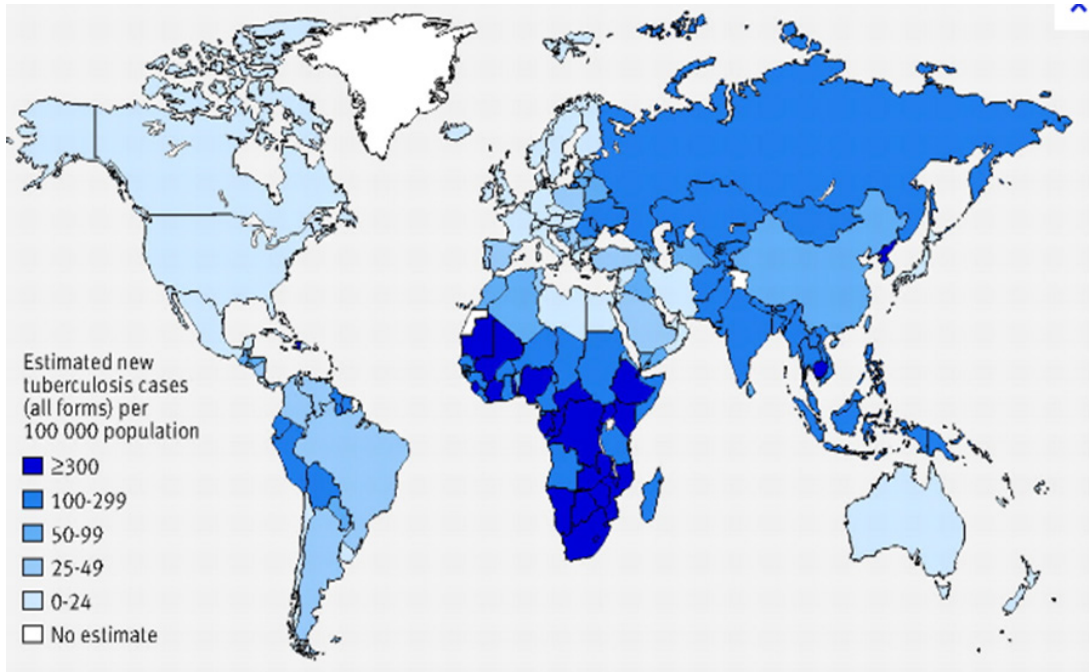 Estimated new
tuberculosis cases
(all forms) per
100 000 population
≥300
100-299
50-99
25-49
0-24
No estimate